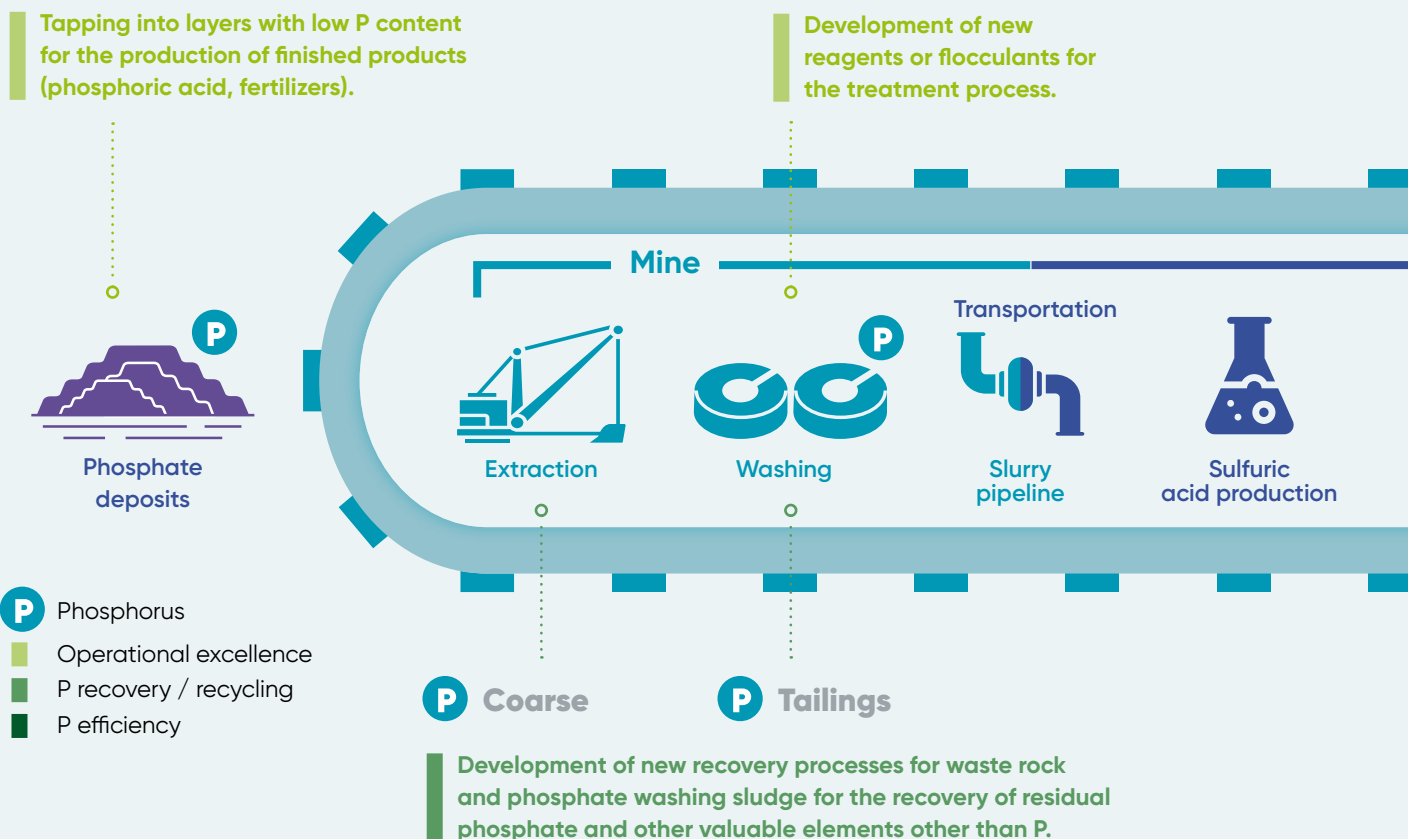 Tapping into layers with low P content
for the production of finished products
(phosphoric acid, fertilizers).
Development of new
reagents or flocculants for
the treatment process.
Mine
Transportation
P
P
Phosphate
deposits
Extraction
Washing
Slurry
pipeline
Sulfuric
acid production
P Phosphorus
Operational excellence
P recovery / recycling
P efficiency
P Coarse
P Tailings
Development of new recovery processes for waste rock
and phosphate washing sludge for the recovery of residual
phosphate and other valuable elements other than P.